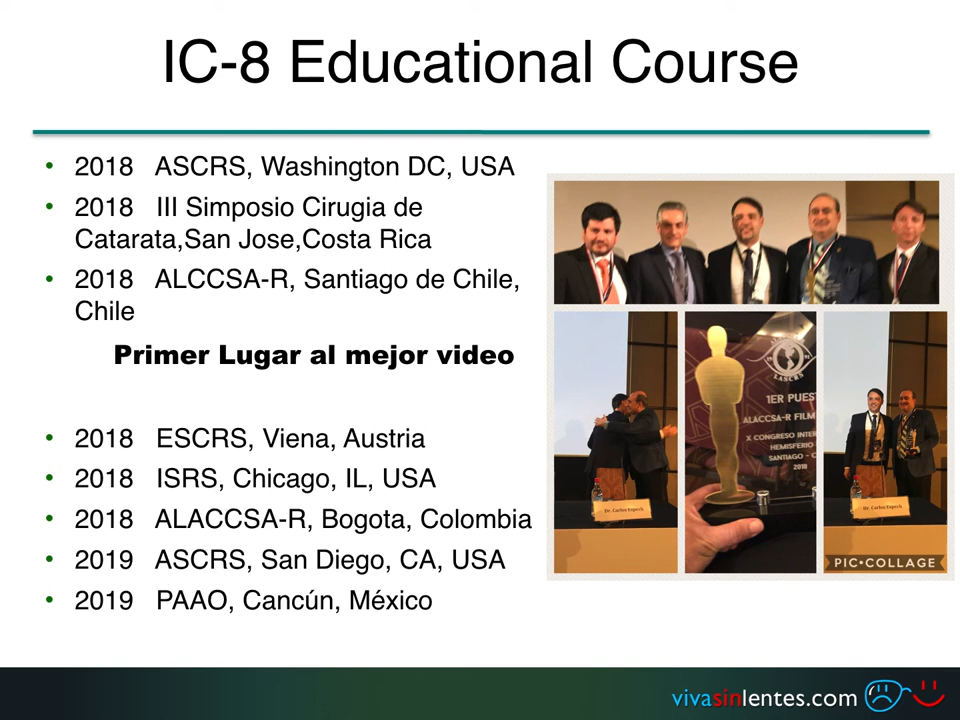 IC-8 Educational Course
• 2018 ASCRS, Washington DC, USA
• 2018 III Simposio Cirugia de
Catarata,San Jose,Costa Rica
• 2018 ALCCSA-R, Santiago de Chile,
Chile
Primer Lugar al mejor video
• 2018 ESCRS, Viena, Austria
• 2018 ISRS, Chicago, IL, USA
• 2018 ALACCSA-R, Bogota, Colombia
• 2019 ASCRS, San Diego, CA, USA
• 2019 PAAO, Cancún, México
LASCRS
1ER PUEST
ALACCSA-R FILM
X CONGRESO INTER
HEMISFERIO
SANTIAGO - C
2018
Dr. Carlos Espech
Dr. Carlos Espech
PIC•COLLAGE
vivasinlentes.com